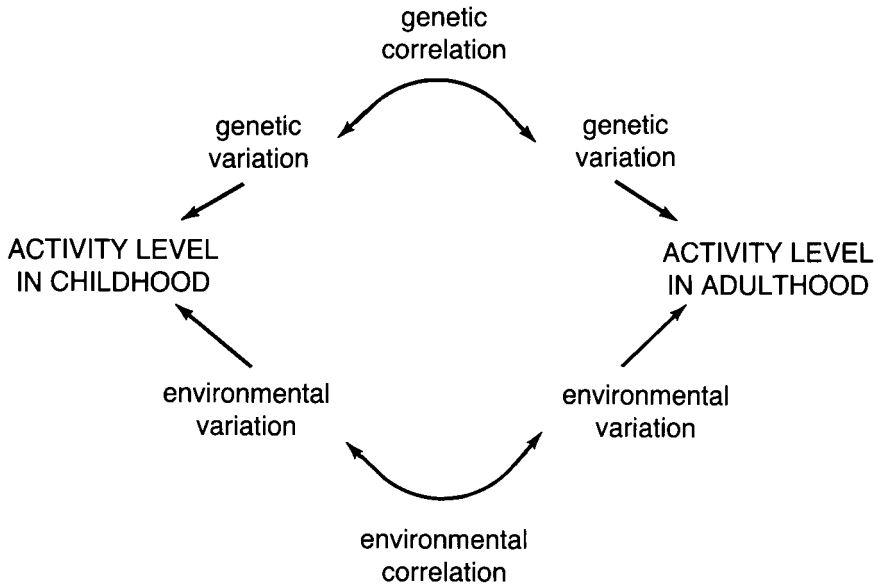 genetic
correlation
genetic
variation
genetic
variation
ACTIVITY LEVEL
IN CHILDHOOD
ACTIVITY LEVEL
IN ADULTHOOD
environmental
variation
environmental
variation
environmental
correlation